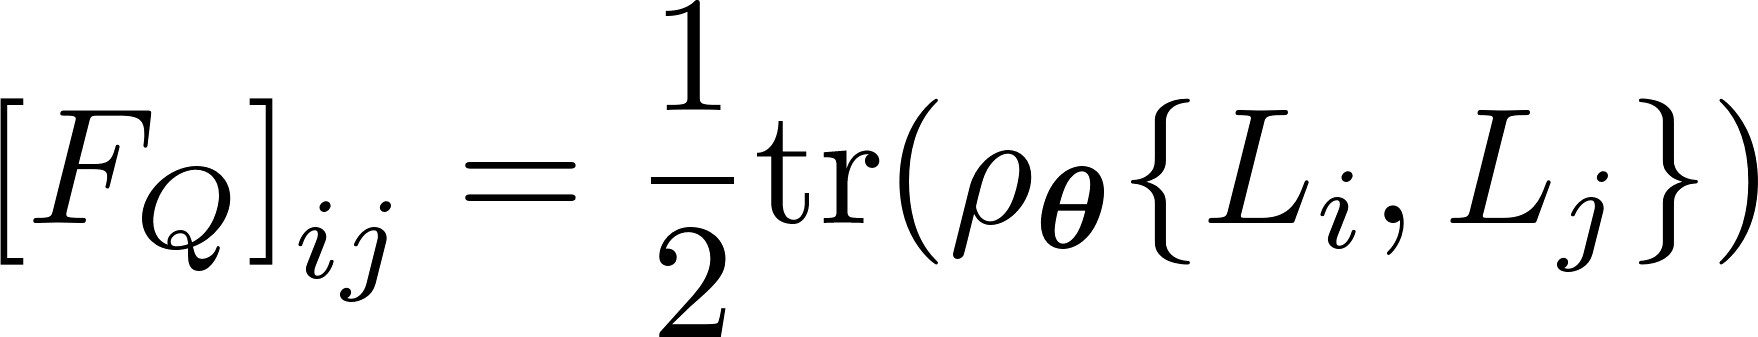 [F_Q]_{ij} = \frac{1}{2} \mathrm{tr}(\rho_{\boldsymbol{\theta}} \{L_i, L_j\})